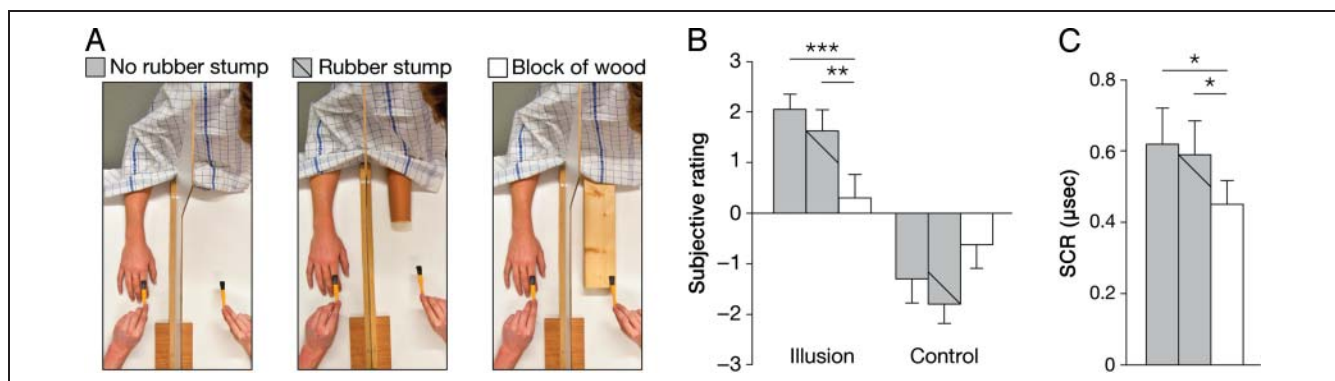 A
No rubber stump
Rubber stump
Block of wood
B
Subjective rating
3
2
1
0
–1
–2
–3
***
**
Illusion
Control
C
SCR (µsec)
0.8
0.6
0.4
0.2
0
*
*